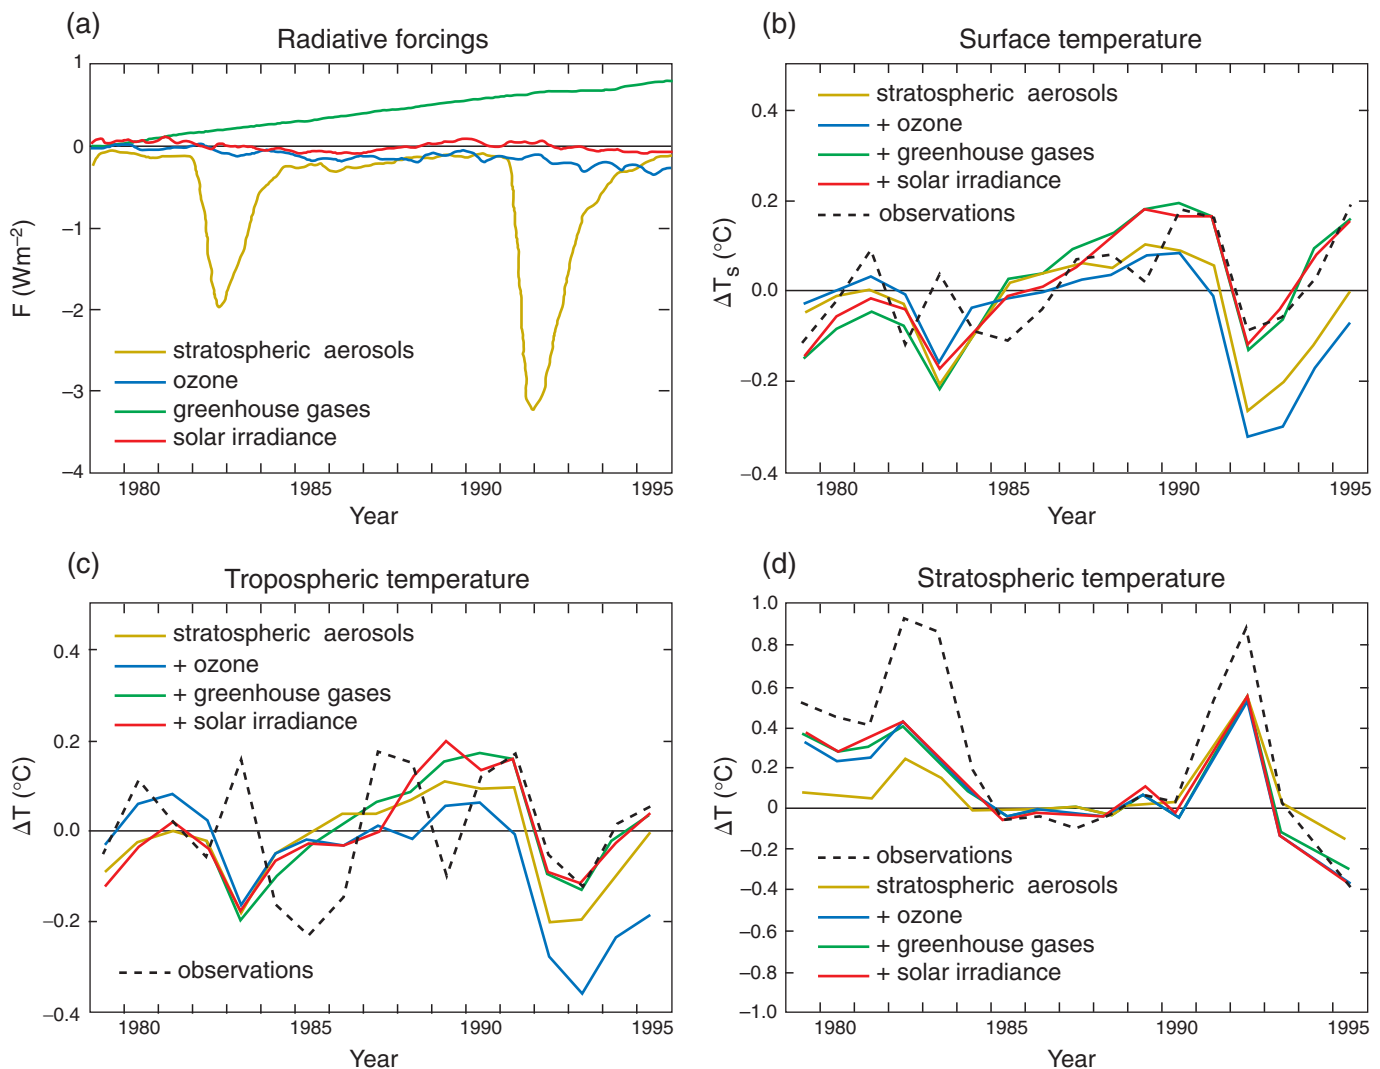 (a)
Radiative forcings
1
0
−1
−2
−3
−4
F (Wm−2)
stratospheric aerosols
ozone
greenhouse gases
solar irradiance
1980 1985 1990 1995
Year
(b)
Surface temperature
0.4
0.2
0.0
−0.2
−0.4
ΔTs (°C)
stratospheric aerosols
+ ozone
+ greenhouse gases
+ solar irradiance
observations
1980 1985 1990 1995
Year
(c)
Tropospheric temperature
0.4
0.2
0.0
−0.2
−0.4
ΔT (°C)
stratospheric aerosols
+ ozone
+ greenhouse gases
+ solar irradiance
observations
1980 1985 1990 1995
Year
(d)
Stratospheric temperature
1.0
0.8
0.6
0.4
0.2
0
−0.2
−0.4
−0.6
−0.8
−1.0
ΔT (°C)
observations
stratospheric aerosols
+ ozone
+ greenhouse gases
+ solar irradiance
1980 1985 1990 1995
Year